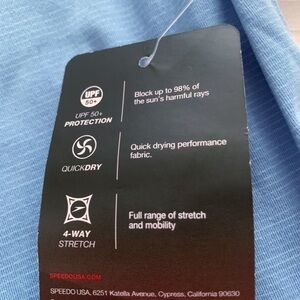 UPF
50+
UPF 50+
PROTECTION
Block up to 98% of
the sun's harmful rays
QUICKDRY
Quick drying performance
fabric.
4-WAY
STRETCH
Full range of stretch
and mobility
SPEEDOUSA.COM
SPEEDO USA, 6251 Katella Avenue, Cypress, California 90630